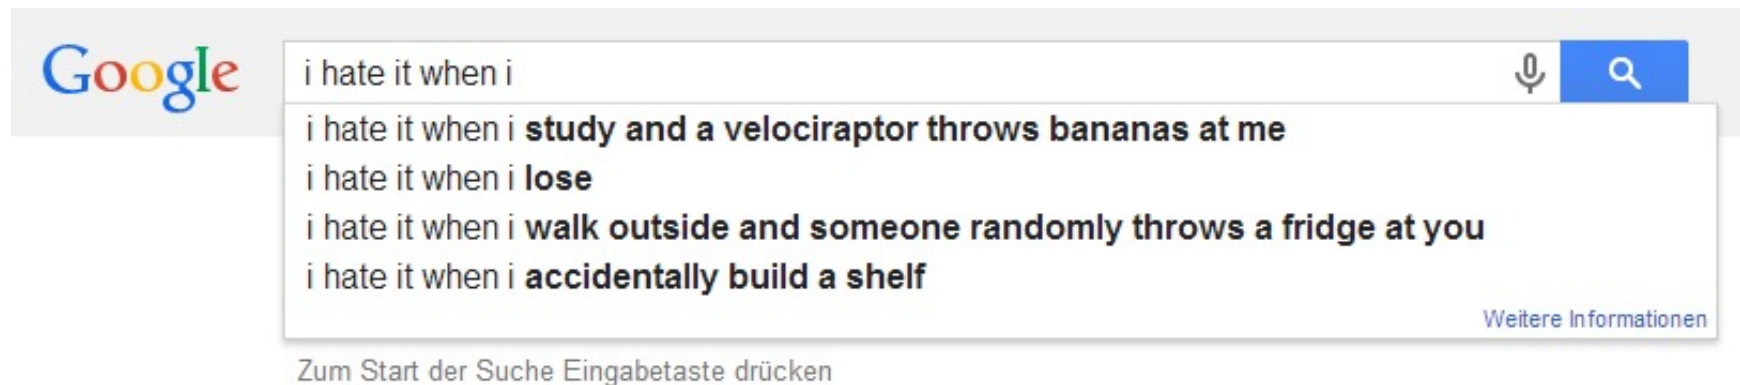 Google
i hate it when i
i hate it when i study and a velociraptor throws bananas at me
i hate it when i lose
i hate it when i walk outside and someone randomly throws a fridge at you
i hate it when i accidentally build a shelf
Weitere Informationen
Zum Start der Suche Eingabetaste drücken